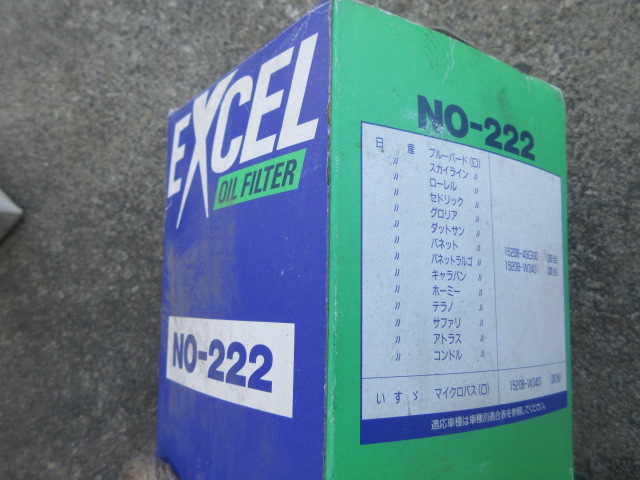 EXCEL
OIL FILTER
NO-222
NO-222
日 産 ブルーバード(D)
〃 スカイライン 〃
〃 ローレル 〃
〃 セドリック 〃
〃 グロリア 〃
〃 ダットサン 〃
〃 バネット 〃
〃 バネットラルゴ 〃
〃 キャラバン 〃
〃 ホーミー 〃
〃 テラノ 〃
〃 サファリ 〃
〃 アトラス 〃
〃 コンドル 〃
15208-43G00
15208-W3401
いすゞ マイクロバス(D) 15208-W3401
適応車種は車種別適合表を参照してください。